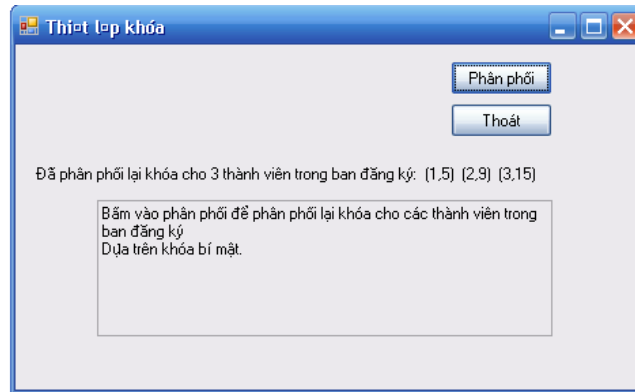 Thi¤t l¤p khóa
Phân phối
Thoát
Đã phân phối lại khóa cho 3 thành viên trong ban đăng ký: (1,5) (2,9) (3,15)
Bấm vào phân phối để phân phối lại khóa cho các thành viên trong
ban đăng ký
Dựa trên khóa bí mật.